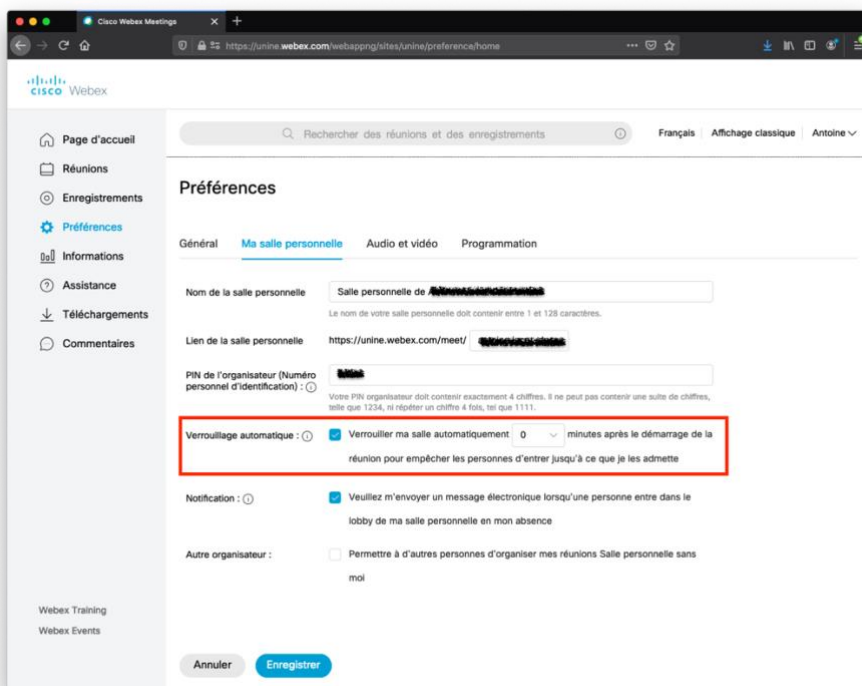 Cisco Webex Meetings
https://unine.webex.com/webappng/sites/unine/preference/home
cisco Webex
Rechercher des réunions et des enregistrements
Français
Affichage classique
Antoine
Page d'accueil
Réunions
Enregistrements
Préférences
Informations
Assistance
Téléchargements
Commentaires
Webex Training
Webex Events
Préférences
Général Ma salle personnelle Audio et vidéo Programmation
Nom de la salle personnelle
Salle personnelle de
Le nom de votre salle personnelle doit contenir entre 1 et 128 caractères.
Lien de la salle personnelle
https://unine.webex.com/meet/
PIN de l'organisateur (Numéro
personnel d'identification) :
Votre PIN organisateur doit contenir exactement 4 chiffres. Il ne peut pas contenir une suite de chiffres,
telle que 1234, ni répéter un chiffre 4 fois, tel que 1111.
Verrouillage automatique :
Verrouiller ma salle automatiquement 0 minutes après le démarrage de la
réunion pour empêcher les personnes d'entrer jusqu'à ce que je les admette
Notification :
Veuillez m'envoyer un message électronique lorsqu'une personne entre dans le
lobby de ma salle personnelle en mon absence
Autre organisateur :
Permettre à d'autres personnes d'organiser mes réunions Salle personnelle sans
moi
Annuler
Enregistrer